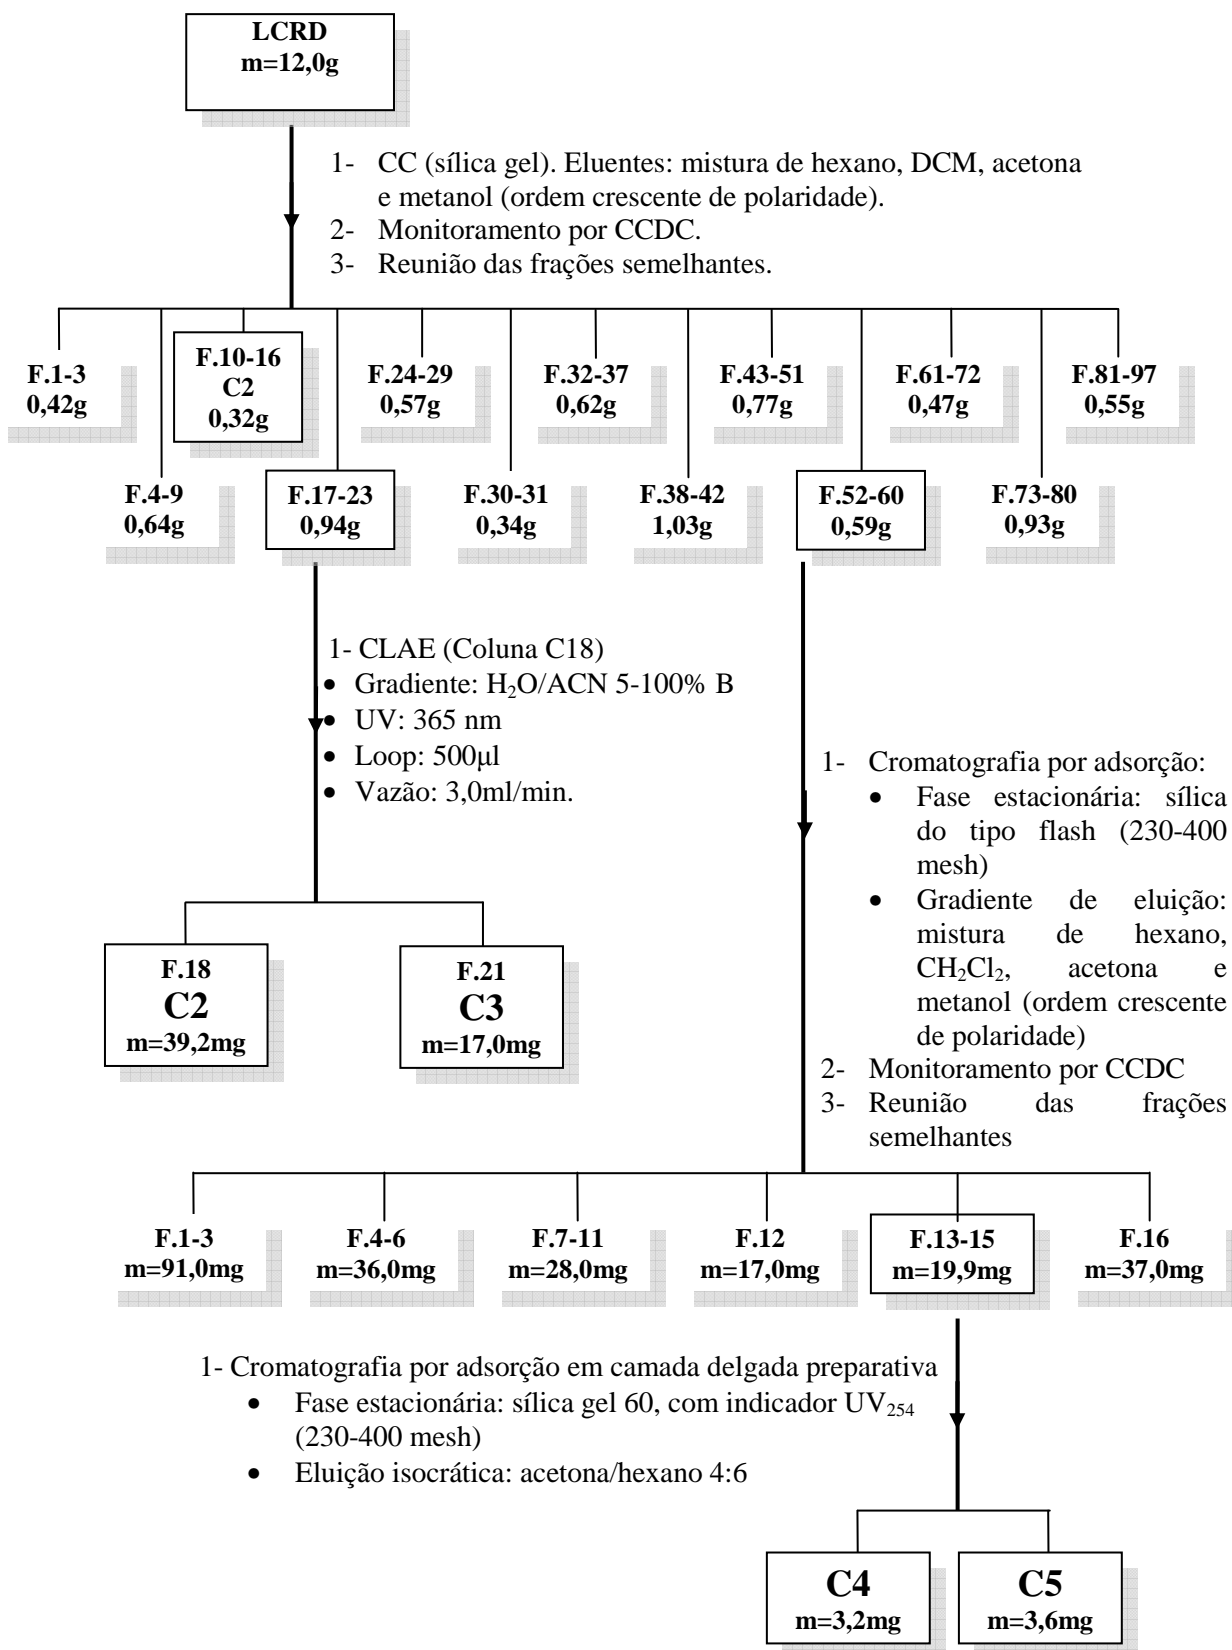 LCRD
m=12,0g
1- CC (sílica gel). Eluentes: mistura de hexano, DCM, acetona
e metanol (ordem crescente de polaridade).
2- Monitoramento por CCDC.
3- Reunião das frações semelhantes.
F.1-3
0,42g
F.10-16
C2
0,32g
F.24-29
0,57g
F.32-37
0,62g
F.43-51
0,77g
F.61-72
0,47g
F.81-97
0,55g
F.4-9
0,64g
F.17-23
0,94g
F.30-31
0,34g
F.38-42
1,03g
F.52-60
0,59g
F.73-80
0,93g
1- CLAE (Coluna C18)
• Gradiente: H₂O/ACN 5-100% B
• UV: 365 nm
• Loop: 500µl
• Vazão: 3,0ml/min.
1- Cromatografia por adsorção:
• Fase estacionária: sílica
do tipo flash (230-400
mesh)
• Gradiente de eluição:
mistura de hexano,
CH₂Cl₂, acetona e
metanol (ordem crescente
de polaridade)
2- Monitoramento por CCDC
3- Reunião das frações
semelhantes
F.18
C2
m=39,2mg
F.21
C3
m=17,0mg
F.1-3
m=91,0mg
F.4-6
m=36,0mg
F.7-11
m=28,0mg
F.12
m=17,0mg
F.13-15
m=19,9mg
F.16
m=37,0mg
1- Cromatografia por adsorção em camada delgada preparativa
• Fase estacionária: sílica gel 60, com indicador UV₂₅₄
(230-400 mesh)
• Eluição isocrática: acetona/hexano 4:6
C4
m=3,2mg
C5
m=3,6mg